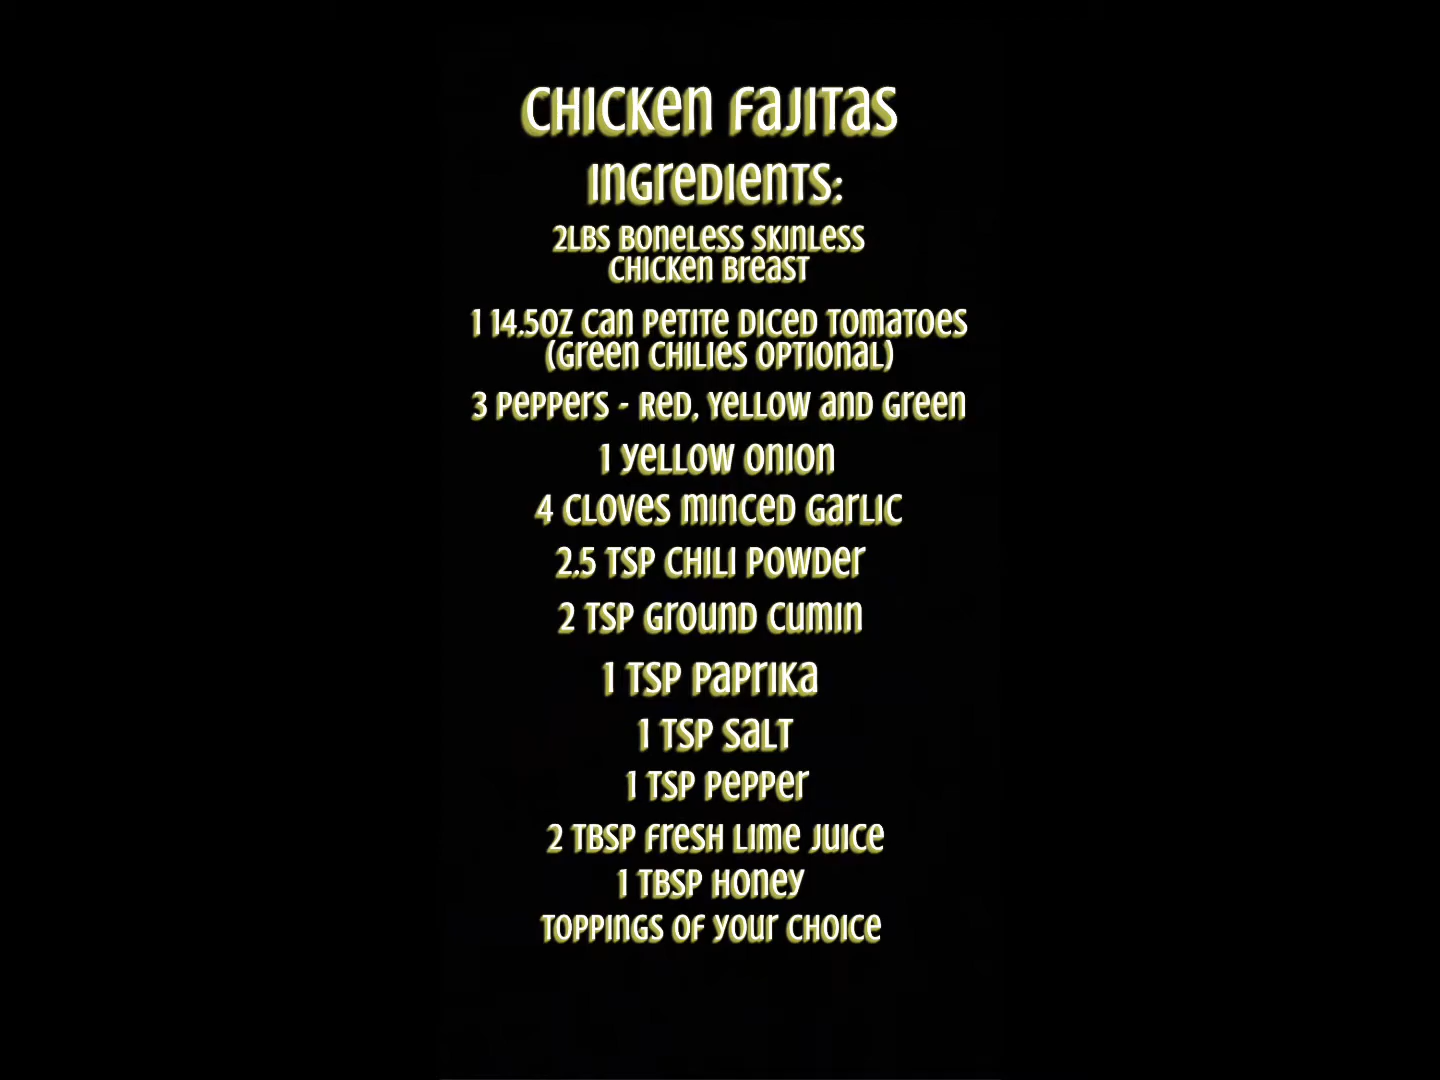 CHICKEN FAJITAS
INGREDIENTS:
2LBS BONELESS SKINLESS
CHICKEN BREAST
1 14.5OZ CAN PETITE DICED TOMATOES
(GREEN CHILIES OPTIONAL)
3 PEPPERS - RED, YELLOW AND GREEN
1 YELLOW ONION
4 CLOVES MINCED GARLIC
2.5 TSP CHILI POWDER
2 TSP GROUND CUMIN
1 TSP PAPRIKA
1 TSP SALT
1 TSP PEPPER
2 TBSP FRESH LIME JUICE
1 TBSP HONEY
TOPPINGS OF YOUR CHOICE